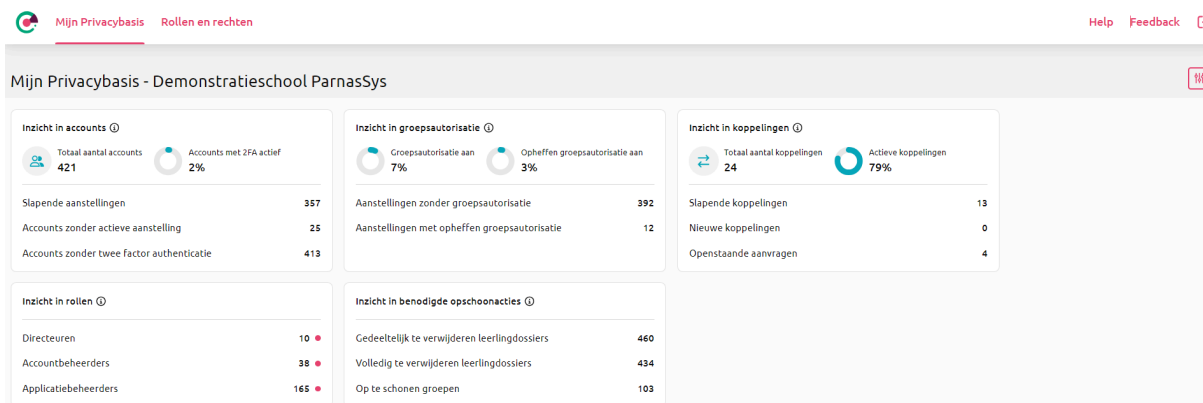 Mijn Privacybasis Rollen en rechten Help Feedback
Mijn Privacybasis - Demonstratieschool ParnasSys
Inzicht in accounts
Totaal aantal accounts
421
Accounts met 2FA actief
2%
Slapende aanstellingen 357
Accounts zonder actieve aanstelling 25
Accounts zonder twee factor authenticatie 413
Inzicht in groepsautorisatie
Groepsautorisatie aan
7%
Opheffen groepsautorisatie aan
3%
Aanstellingen zonder groepsautorisatie 392
Aanstellingen met opheffen groepsautorisatie 12
Inzicht in koppelingen
Totaal aantal koppelingen
24
Actieve koppelingen
79%
Slapende koppelingen 13
Nieuwe koppelingen 0
Openstaande aanvragen 4
Inzicht in rollen
Directeuren 10
Accountbeheerders 38
Applicatiebeheerders 165
Inzicht in benodigde opschoonacties
Gedeeltelijk te verwijderen leerlingdossiers 460
Volledig te verwijderen leerlingdossiers 434
Op te schonen groepen 103